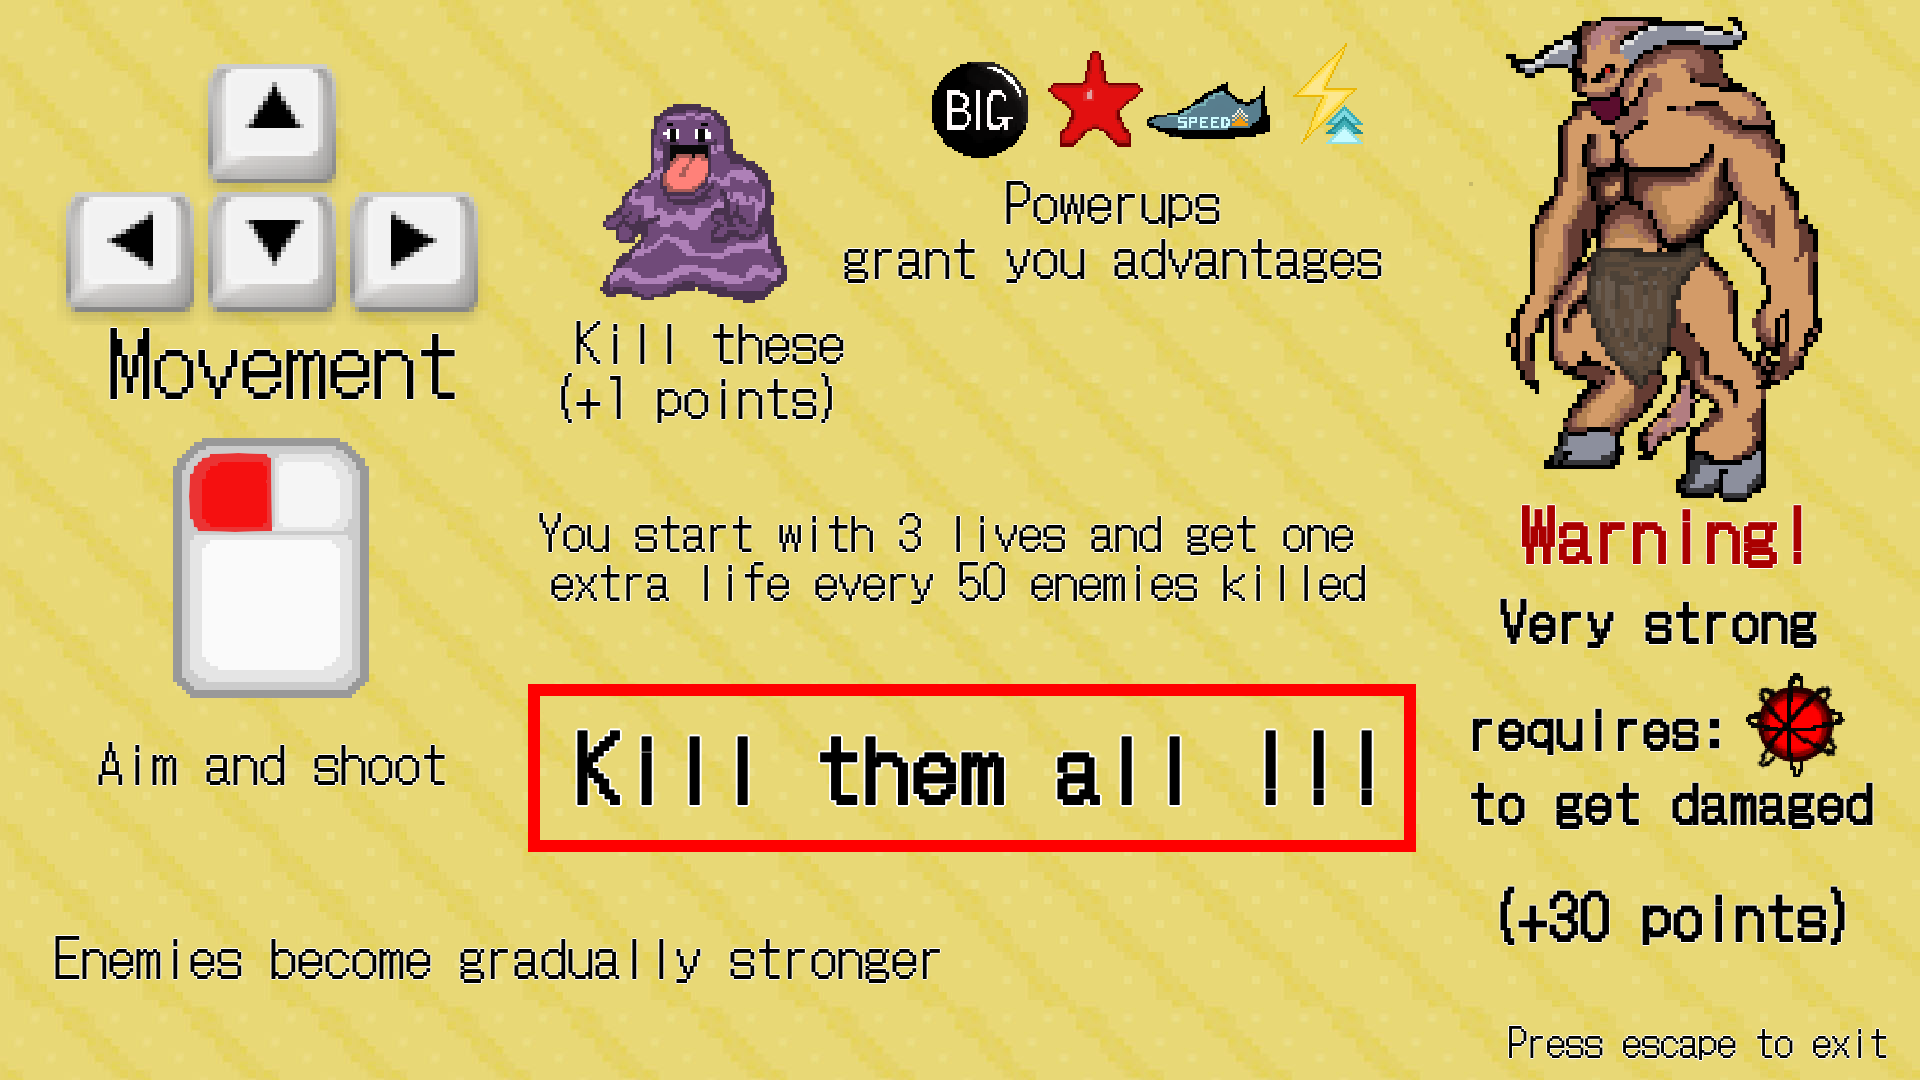 Movement
Aim and shoot
Kill these
(+1 points)
BIG
SPEED
Powerups
grant you advantages
You start with 3 lives and get one
extra life every 50 enemies killed
Kill them all !!!
Enemies become gradually stronger
Warning!
Very strong
requires:
to get damaged
(+30 points)
Press escape to exit